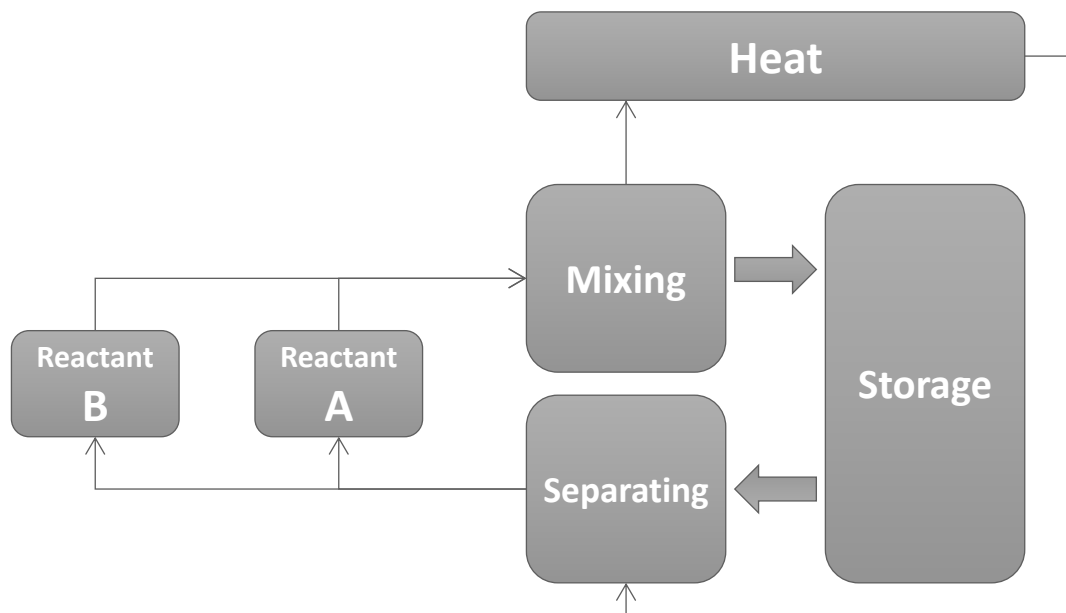 Heat
Mixing
Reactant
B
Reactant
A
Storage
Separating